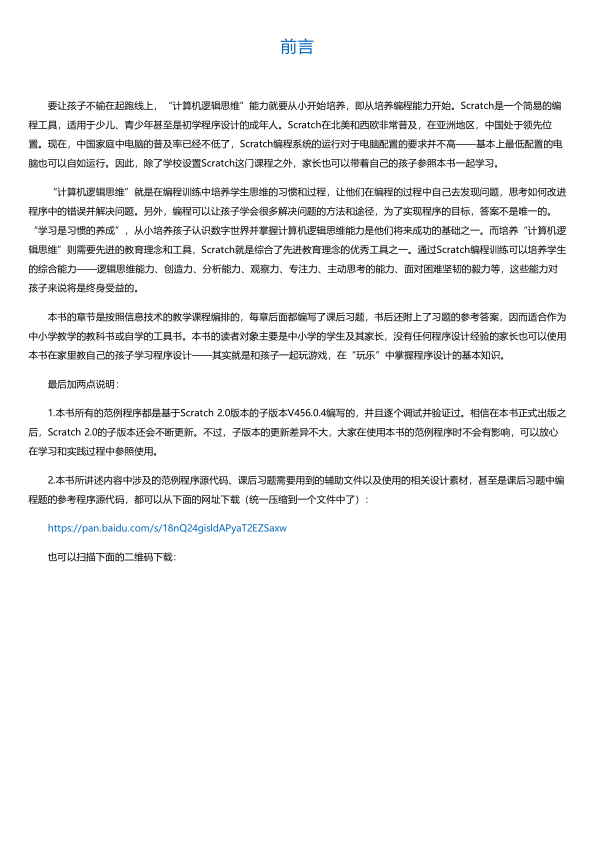 前言
要让孩子不输在起跑线上，“计算机逻辑思维”能力就要从小开始培养，即从培养编程能力开始。Scratch是一个简易的编
程工具，适用于少儿、青少年甚至是初学程序设计的成年人。Scratch在北美和西欧非常普及，在亚洲地区，中国处于领先位
置。现在，中国家庭中电脑的普及率已经不低了，Scratch编程系统的运行对于电脑配置的要求并不高——基本上最低配置的电
脑也可以自如运行。因此，除了学校设置Scratch这门课程之外，家长也可以带着自己的孩子参照本书一起学习。
“计算机逻辑思维”就是在编程训练中培养学生思维的习惯和过程，让他们在编程的过程中自己去发现问题，思考如何改进
程序中的错误并解决问题。另外，编程可以让孩子学会很多解决问题的方法和途径，为了实现程序的目标，答案不是唯一的。
“学习是习惯的养成”，从小培养孩子认识数字世界并掌握计算机逻辑思维能力是他们将来成功的基础之一。而培养“计算机逻
辑思维”则需要先进的教育理念和工具，Scratch就是综合了先进教育理念的优秀工具之一。通过Scratch编程训练可以培养学生
的综合能力——逻辑思维能力、创造力、分析能力、观察力、专注力、主动思考的能力、面对困难坚韧的毅力等，这些能力对
孩子来说将是终身受益的。
本书的章节是按照信息技术的教学课程编排的，每章后面都编写了课后习题，书后还附上了习题的参考答案，因而适合作为
中小学教学的教科书或自学的工具书。本书的读者对象主要是中小学的学生及其家长，没有任何程序设计经验的家长也可以使用
本书在家里教自己的孩子学习程序设计——其实就是和孩子一起玩游戏，在“玩乐”中掌握程序设计的基本知识。
最后加两点说明：
1.本书所有的范例程序都是基于Scratch 2.0版本的子版本V456.0.4编写的，并且逐个调试并验证过。相信在本书正式出版之
后，Scratch 2.0的子版本还会不断更新。不过，子版本的更新差异不大，大家在使用本书的范例程序时不会有影响，可以放心
在学习和实践过程中参照使用。
2.本书所讲述内容中涉及的范例程序源代码、课后习题需要用到的辅助文件以及使用的相关设计素材，甚至是课后习题中编
程题的参考程序源代码，都可以从下面的网址下载（统一压缩到一个文件中了）：
https://pan.baidu.com/s/18nQ24gisldAPyaT2EZSaxw
也可以扫描下面的二维码下载：